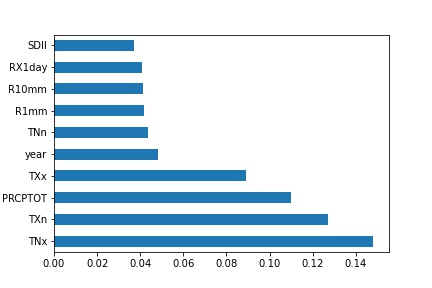 SDII
RX1day
R10mm
R1mm
TNn
year
TXx
PRCPTOT
TXn
TNx
0.00 0.02 0.04 0.06 0.08 0.10 0.12 0.14